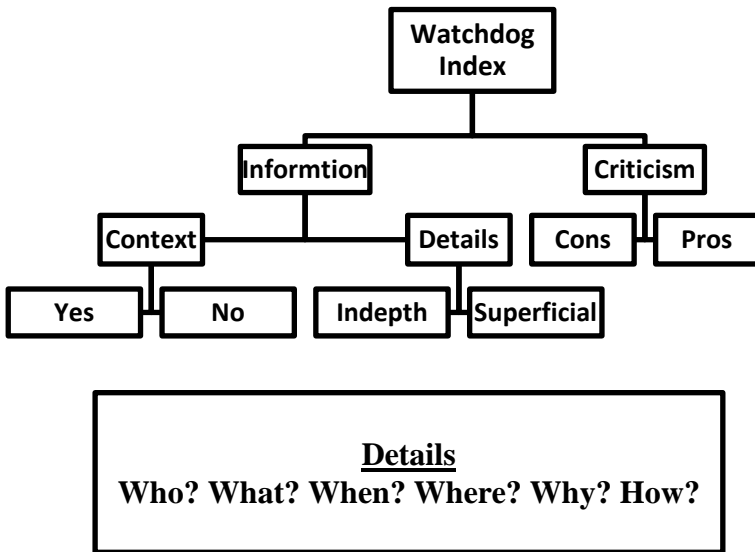 Watchdog
Index
Informtion
Criticism
Context
Details
Cons
Pros
Yes
No
Indepth
Superficial
Details
Who? What? When? Where? Why? How?